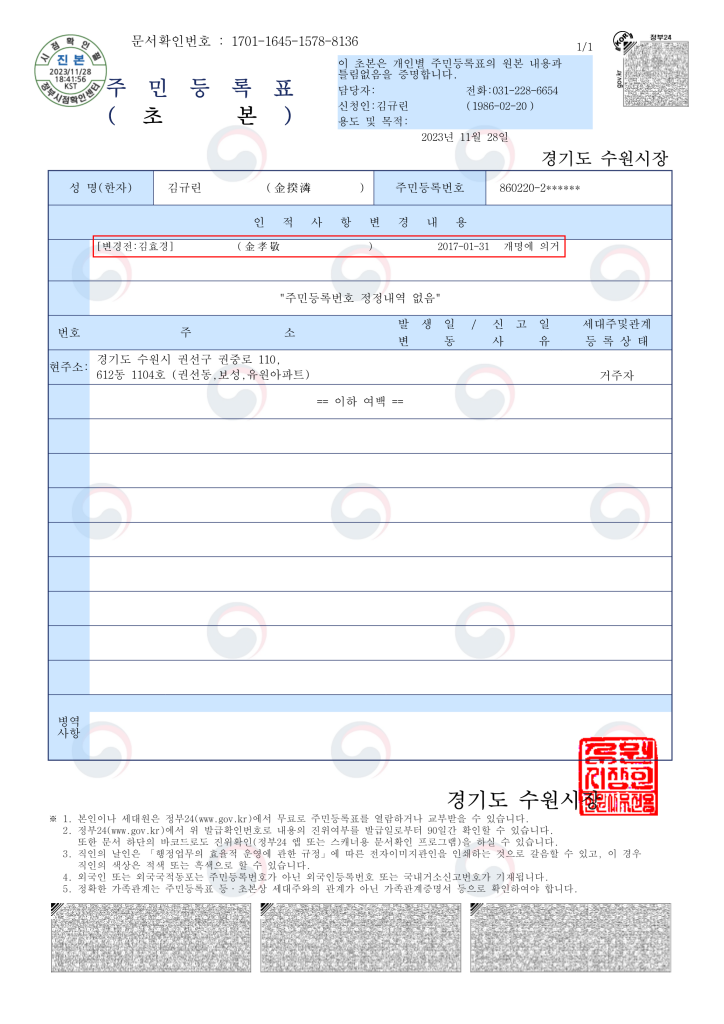 문서확인번호 : 1701-1645-1578-8136
1/1
시점확인필
진 본
2023/11/28
18:41:56
KST
정부시점확인센터
정부24
gov.kr
주 민 등 록 표
( 초 본 )
이 초본은 개인별 주민등록표의 원본 내용과
틀림없음을 증명합니다.
담당자: 전화:031-228-6654
신청인:김규린 (1986-02-20 )
용도 및 목적:
2023년 11월 28일
경기도 수원시장
성 명(한자) 김규린 (金揆潾 ) 주민등록번호 860220-2******
인 적 사 항 변 경 내 용
[변경전:김효경] (金孝敬 ) 2017-01-31 개명에 의거
"주민등록번호 정정내역 없음"
번호 주 소 발 생 일 / 신 고 일 세대주및관계
변 동 사 유 등 록 상 태
현주소: 경기도 수원시 권선구 권중로 110,
612동 1104호 (권선동,보성,유원아파트) 거주자
== 이하 여백 ==
병역
사항
경기도 수원시장
※ 1. 본인이나 세대원은 정부24(www.gov.kr)에서 무료로 주민등록표를 열람하거나 교부받을 수 있습니다.
2. 정부24(www.gov.kr)에서 위 발급확인번호로 내용의 진위여부를 발급일로부터 90일간 확인할 수 있습니다.
또한 문서 하단의 바코드로도 진위확인(정부24 앱 또는 스캐너용 문서확인 프로그램)을 하실 수 있습니다.
3. 직인의 날인은 「행정업무의 효율적 운영에 관한 규정」에 따른 전자이미지관인을 인쇄하는 것으로 갈음할 수 있고, 이 경우
직인의 색상은 적색 또는 흑색으로 할 수 있습니다.
4. 외국인 또는 외국국적동포는 주민등록번호가 아닌 외국인등록번호 또는 국내거소신고번호가 기재됩니다.
5. 정확한 가족관계는 주민등록표 등·초본상 세대주와의 관계가 아닌 가족관계증명서 등으로 확인하여야 합니다.